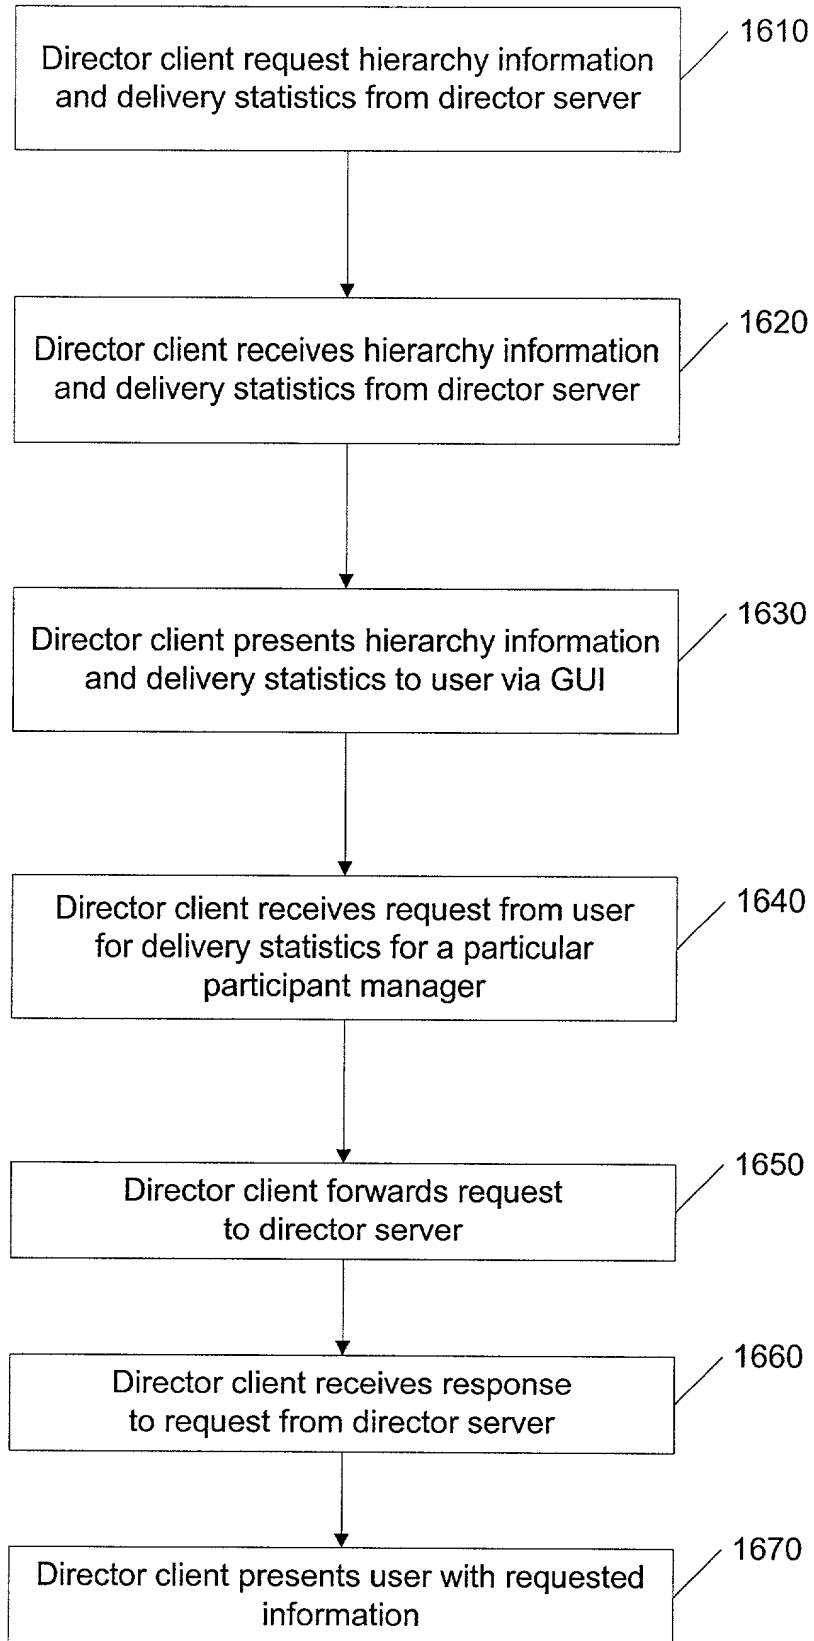 1610
Director client request hierarchy information
and delivery statistics from director server
1620
Director client receives hierarchy information
and delivery statistics from director server
1630
Director client presents hierarchy information
and delivery statistics to user via GUI
1640
Director client receives request from user
for delivery statistics for a particular
participant manager
1650
Director client forwards request
to director server
1660
Director client receives response
to request from director server
1670
Director client presents user with requested
information